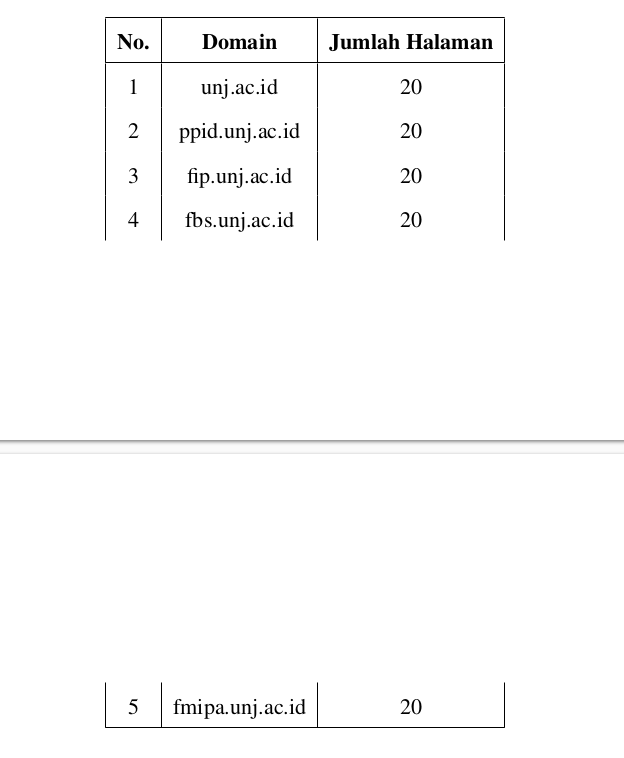 No. Domain Jumlah Halaman
1 unj.ac.id 20
2 ppid.unj.ac.id 20
3 fip.unj.ac.id 20
4 fbs.unj.ac.id 20
5 fmipa.unj.ac.id 20